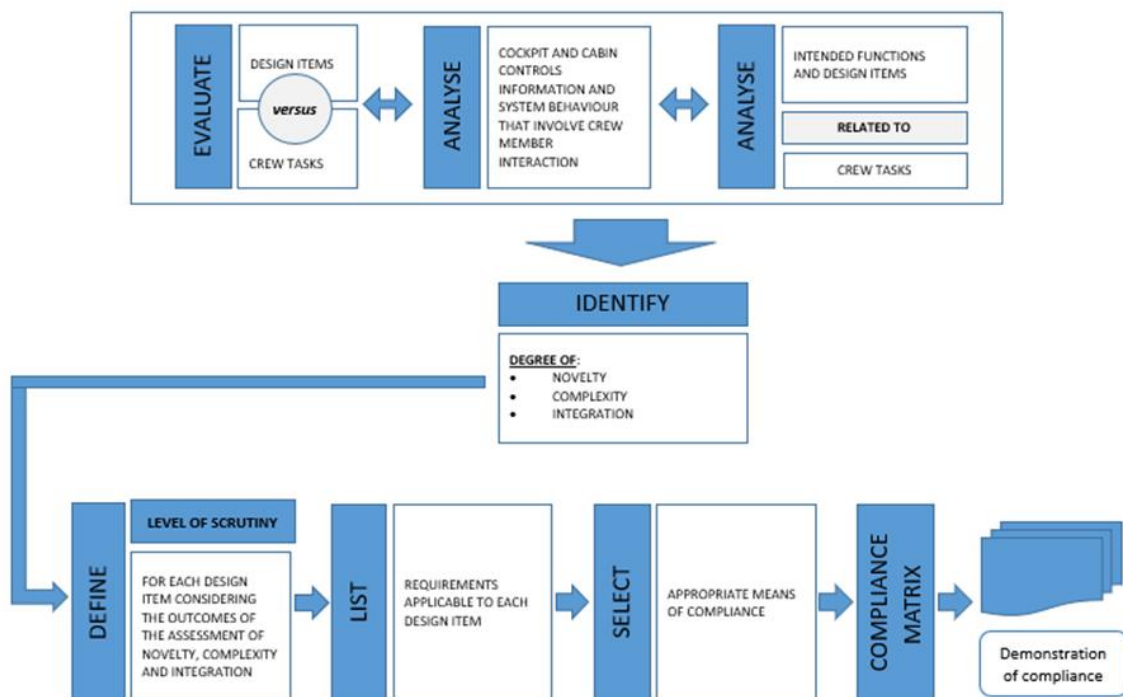 EVALUATE
DESIGN ITEMS
versus
CREW TASKS
ANALYSE
COCKPIT AND CABIN
CONTROLS
INFORMATION AND
SYSTEM BEHAVIOUR
THAT INVOLVE CREW
MEMBER
INTERACTION
ANALYSE
INTENDED FUNCTIONS
AND DESIGN ITEMS
RELATED TO
CREW TASKS
IDENTIFY
DEGREE OF:
• NOVELTY
• COMPLEXITY
• INTEGRATION
DEFINE
LEVEL OF SCRUTINY
FOR EACH DESIGN
ITEM CONSIDERING
THE OUTCOMES OF
THE ASSESSMENT OF
NOVELTY, COMPLEXITY
AND INTEGRATION
LIST
REQUIREMENTS
APPLICABLE TO EACH
DESIGN ITEM
SELECT
APPROPRIATE MEANS
OF COMPLIANCE
COMPLIANCE
MATRIX
Demonstration
of compliance